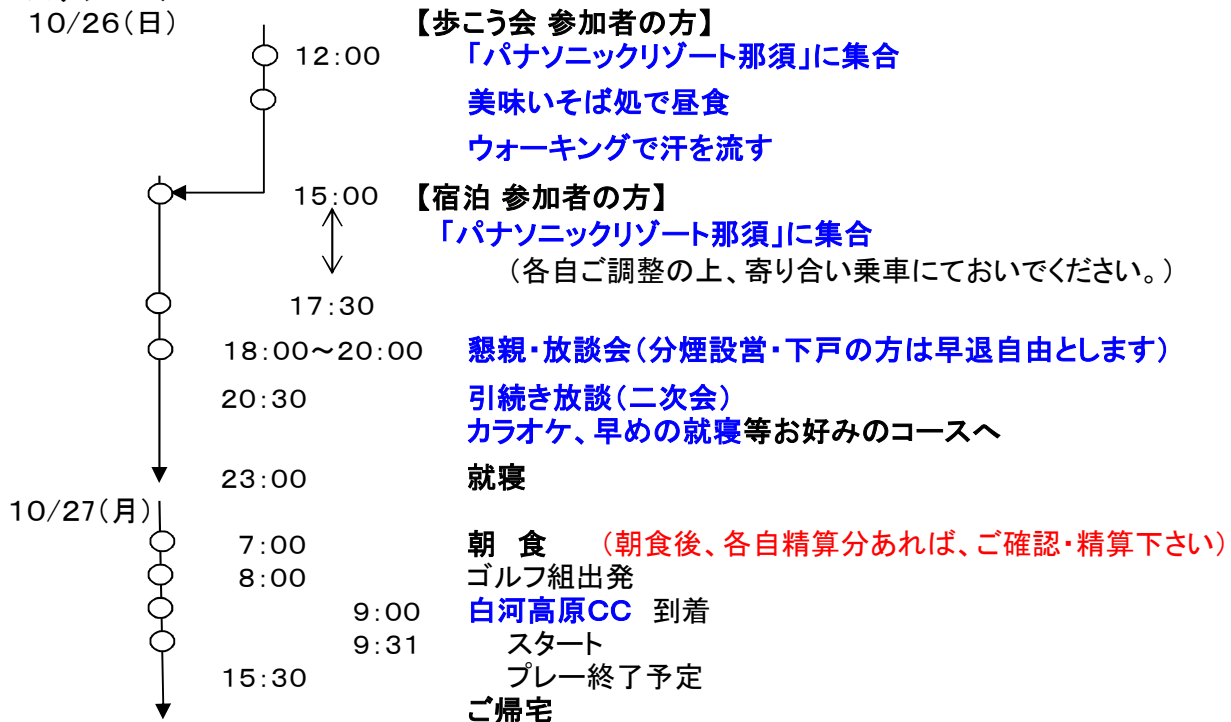 10/26(日)
【歩こう会 参加者の方】
12:00 「パナソニックリゾート那須」に集合
美味いそば処で昼食
ウォーキングで汗を流す
15:00 【宿泊 参加者の方】
「パナソニックリゾート那須」に集合
(各自ご調整の上、寄り合い乗車にておいでください。)
17:30
18:00~20:00 懇親・放談会(分煙設営・下戸の方は早退自由とします)
20:30 引続き放談(二次会)
カラオケ、早めの就寝等お好みのコースへ
23:00 就寝
10/27(月)
7:00 朝 食 (朝食後、各自精算分あれば、ご確認・精算下さい)
8:00 ゴルフ組出発
9:00 白河高原CC 到着
9:31 スタート
15:30 プレー終了予定
ご帰宅